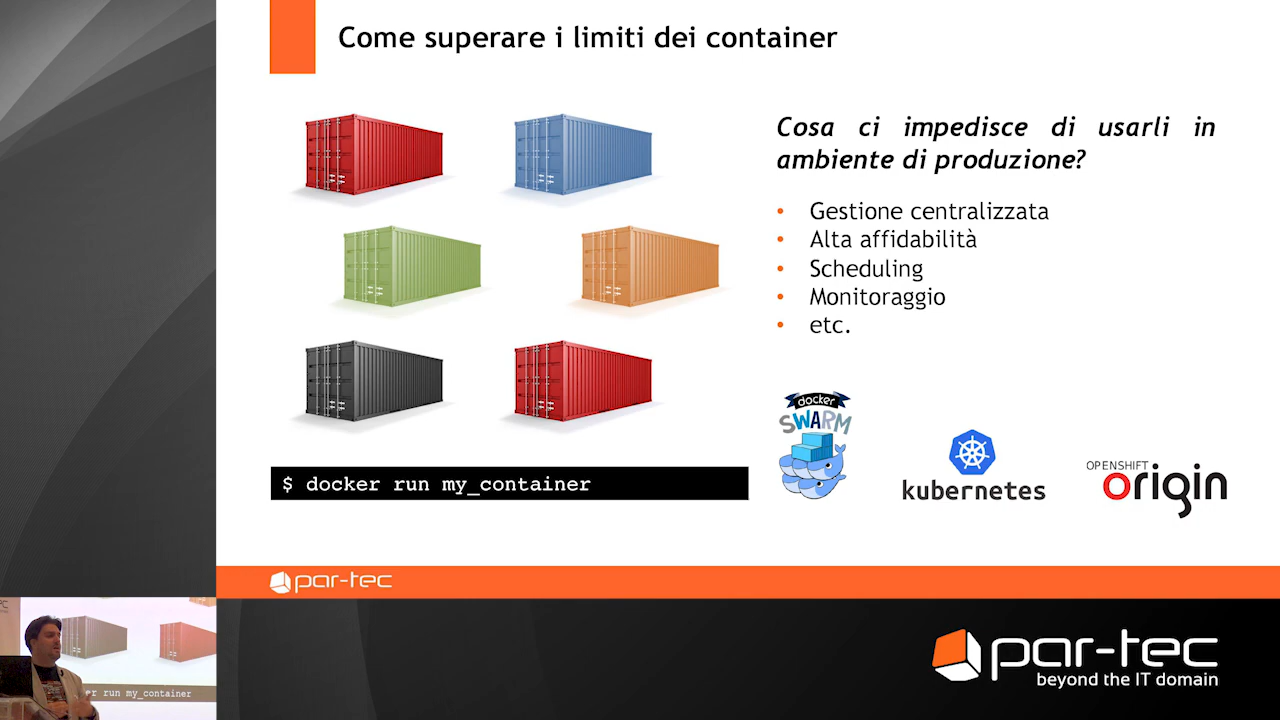 Come superare i limiti dei container
Cosa ci impedisce di usarli in
ambiente di produzione?
• Gestione centralizzata
• Alta affidabilità
• Scheduling
• Monitoraggio
• etc.
docker
SWARM
kubernetes
OPENSHIFT
origin
$ docker run my_container
par-tec
er run my_container
par-tec
beyond the IT domain